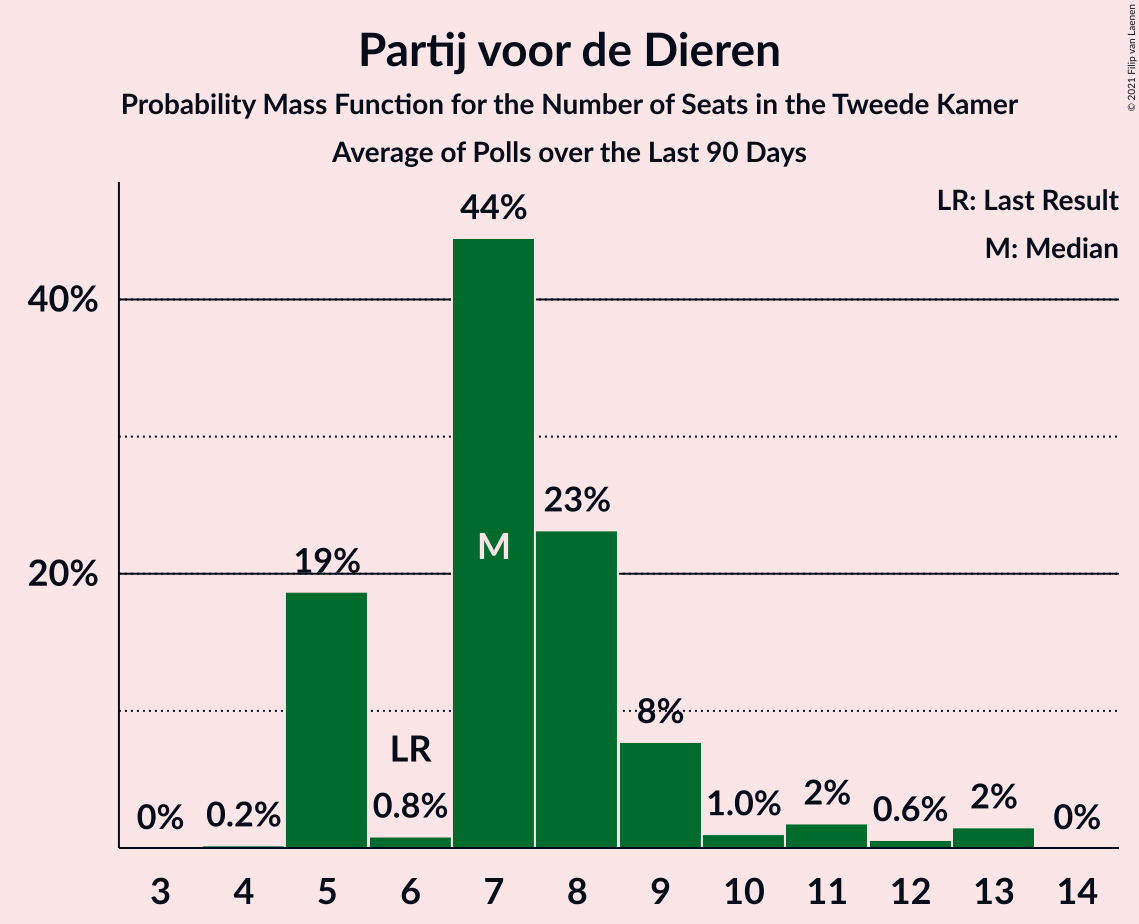 Partij voor de Dieren
Probability Mass Function for the Number of Seats in the Tweede Kamer
Average of Polls over the Last 90 Days
© 2021 Filip van Laenen
LR: Last Result
M: Median
44%
40%
23%
M
19%
20%
8%
LR
0% 0.2% 0.8% 1.0% 2% 0.6% 2% 0%
3 4 5 6 7 8 9 10 11 12 13 14